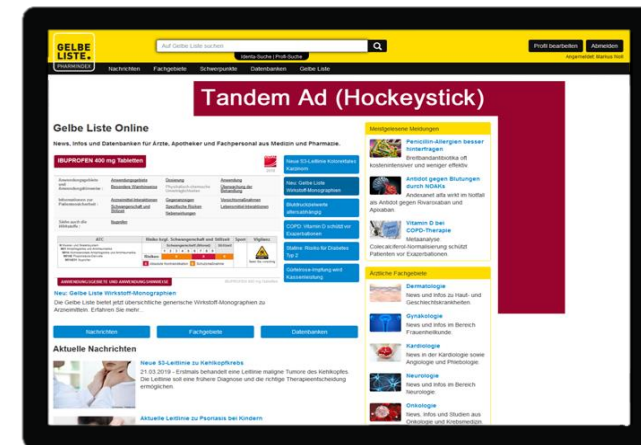 GELBE
LISTE.
PHARMINDEX
Auf Gelbe Liste suchen
Identa-Suche | Profi-Suche
Profil bearbeiten
Abmelden
Nachrichten
Fachgebiete
Schwerpunkte
Datenbanken
Gelbe Liste
Tandem Ad (Hockeystick)
Gelbe Liste Online
News, Infos und Datenbanken für Ärzte, Apotheker und Fachpersonal aus Medizin und Pharmazie.
IBUPROFEN 400 mg Tabletten
Neue S3-Leitlinie Kolorektales
Karzinom
Neu: Gelbe Liste
Wirkstoff-Monographien
Blutdruckzielwerte
altersunabhängig
COPD: Vitamin D schützt vor
Exazerbationen
Statine: Works für Diabetes
Typ 2
Gürtelrose-Impfung wird
Kassenleistung
Neu: Gelbe Liste Wirkstoff-Monographien
Die Gelbe Liste bietet jetzt übersichtliche generische Wirkstoff-Monographien zu
Arzneimitteln. Erfahren Sie mehr...
Nachrichten
Fachgebiete
Datenbanken
Aktuelle Nachrichten
Neue S3-Leitlinie zu Kehlkopfkrebs
21.03.2019 - Erstmals behandelt eine Leitlinie maligne Tumore des Kehlkopfes.
Die Leitlinie soll eine frühere Diagnose und die richtige Therapieentscheidung
ermöglichen.
Aktuelle Leitlinie zu Psoriasis bei Kindern
Meistgelesene Meldungen
Penicillin-Allergien besser
hinterfragen
Breitbandantibiotika oft
kostenintensiver und weniger effektiv.
Antidot gegen Blutungen
durch NOAKs
Andexanet alfa wirkt im Notfall
als Antidot gegen Rivaroxaban und
Apixaban.
Vitamin D bei
COPD-Therapie
Metaanalyse
Colecalciferol-Normalisierung schützt
Patienten vor Exazerbationen.
Ärztliche Fachgebiete
Dermatologie
News und Infos zu Haut- und
Geschlechtskrankheiten.
Gynäkologie
News und Infos im Bereich
Frauenheilkunde.
Kardiologie
News in der Kardiologie sowie
Angiologie und Phlebologie.
Neurologie
News und Infos im Bereich
Neurologie.
Onkologie
News, Infos und Studien aus
Onkologie und Krebsmedizin.